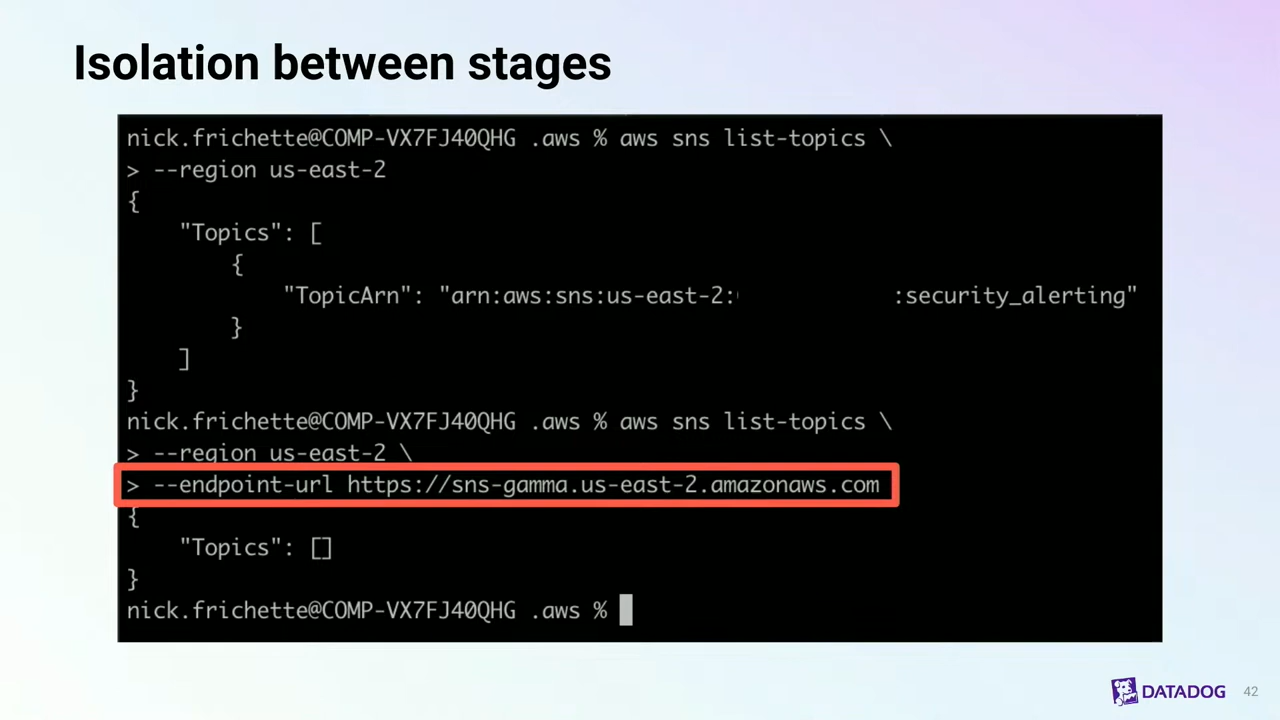 Isolation between stages
nick.frichette@COMP-VX7FJ40QHG .aws % aws sns list-topics \
> --region us-east-2
{
"Topics": [
{
"TopicArn": "arn:aws:sns:us-east-2: :security_alerting"
}
]
}
nick.frichette@COMP-VX7FJ40QHG .aws % aws sns list-topics \
> --region us-east-2 \
> --endpoint-url https://sns-gamma.us-east-2.amazonaws.com
{
"Topics": []
}
nick.frichette@COMP-VX7FJ40QHG .aws %
DATADOG 42